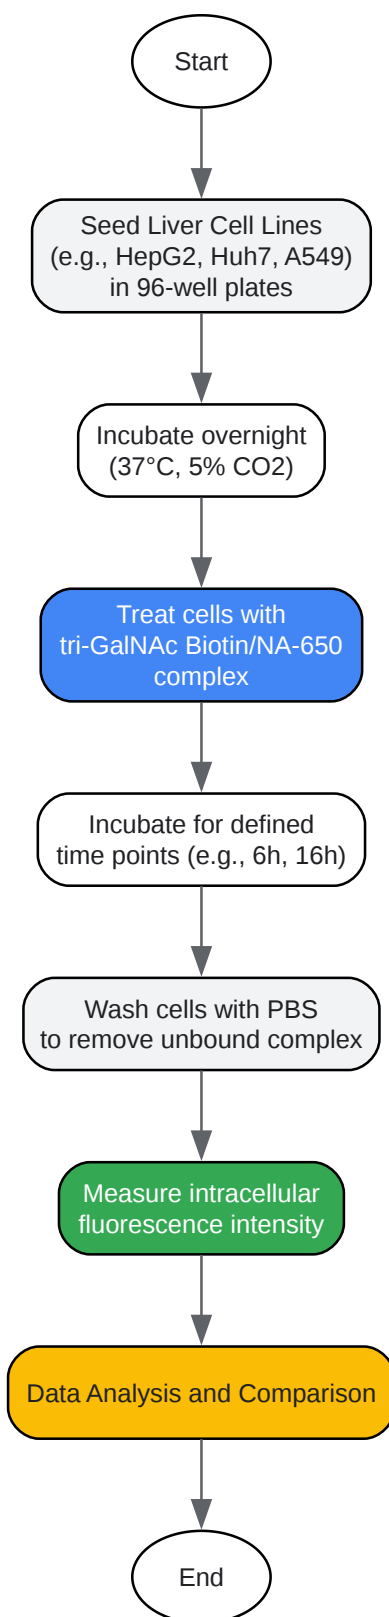 Start
Seed Liver Cell Lines
(e.g., HepG2, Huh7, A549)
in 96-well plates
Incubate overnight
(37°C, 5% CO2)
Treat cells with
tri-GalNAc Biotin/NA-650
complex
Incubate for defined
time points (e.g., 6h, 16h)
Wash cells with PBS
to remove unbound complex
Measure intracellular
fluorescence intensity
Data Analysis and Comparison
End